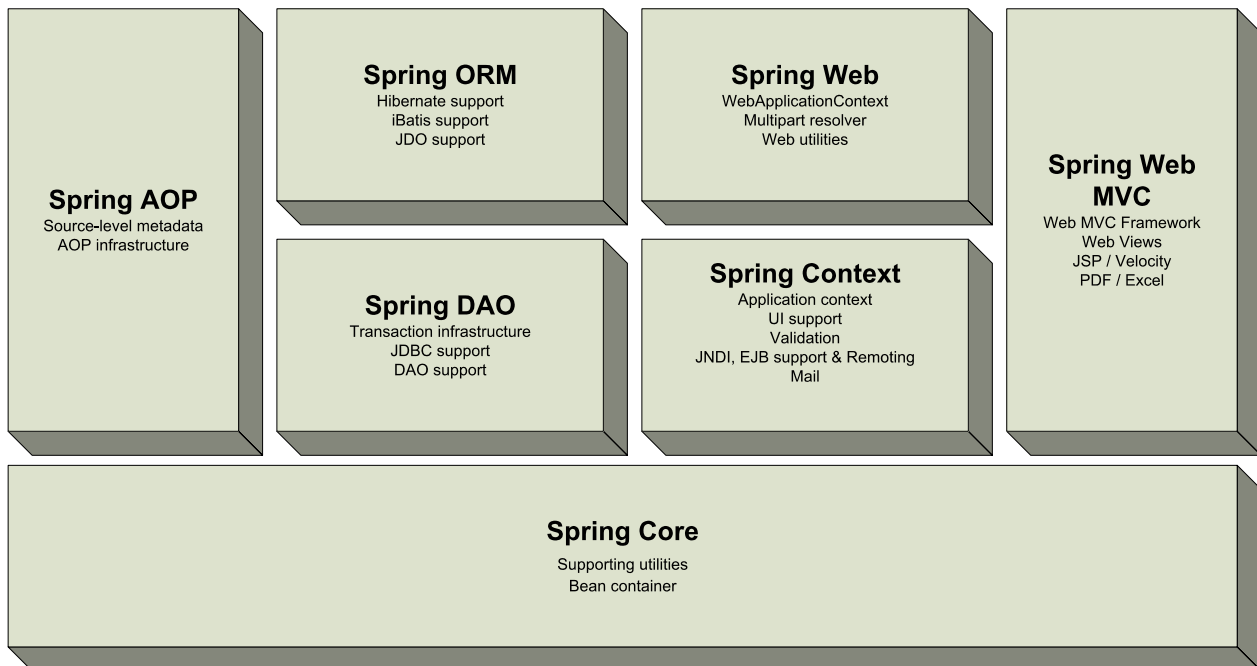 Spring AOP
Source-level metadata
AOP infrastructure
Spring ORM
Hibernate support
iBatis support
JDO support
Spring DAO
Transaction infrastructure
JDBC support
DAO support
Spring Web
WebApplicationContext
Multipart resolver
Web utilities
Spring Context
Application context
UI support
Validation
JNDI, EJB support & Remoting
Mail
Spring Web
MVC
Web MVC Framework
Web Views
JSP / Velocity
PDF / Excel
Spring Core
Supporting utilities
Bean container